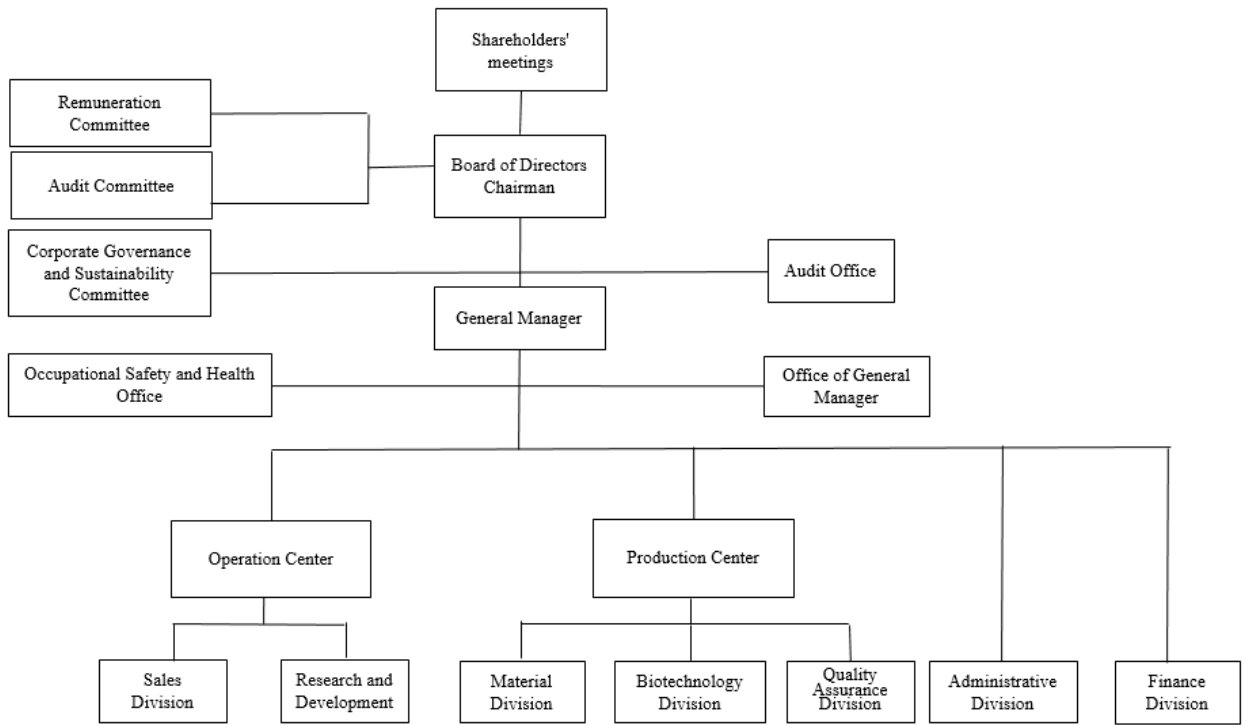 Shareholders'
meetings
Remuneration
Committee
Board of Directors
Chairman
Audit Committee
Corporate Governance
and Sustainability
Committee
Audit Office
General Manager
Occupational Safety and Health
Office
Office of General
Manager
Operation Center
Production Center
Sales
Division
Research and
Development
Material
Division
Biotechnology
Division
Quality
Assurance
Division
Administrative
Division
Finance
Division